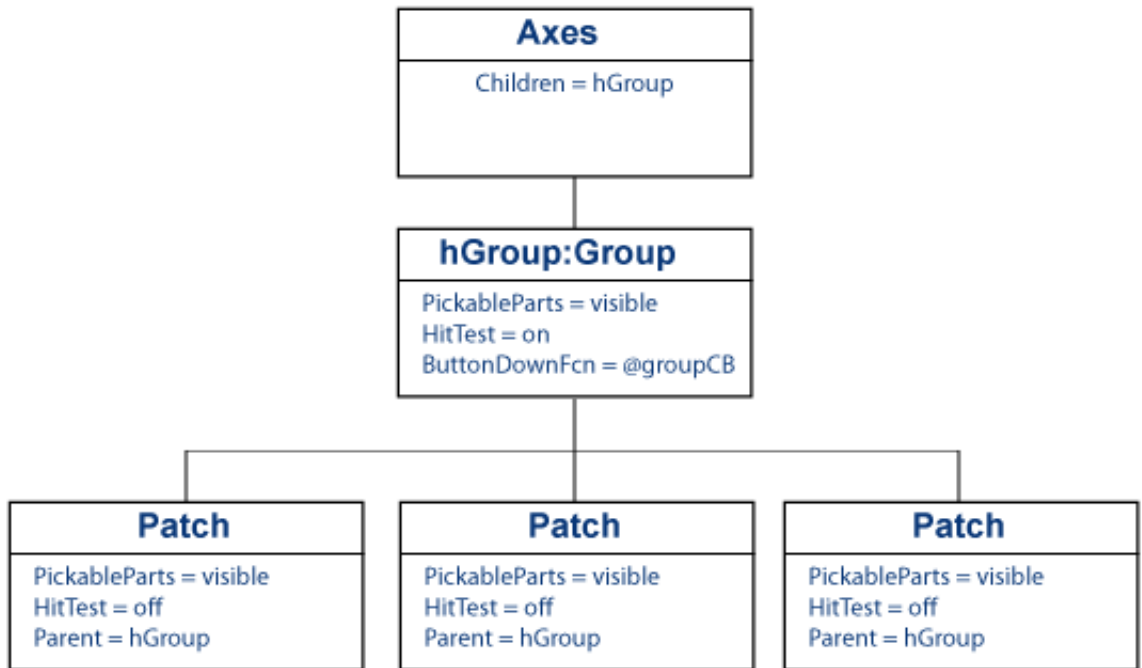 Axes
Children = hGroup
hGroup:Group
PickableParts = visible
HitTest = on
ButtonDownFcn = @groupCB
Patch
PickableParts = visible
HitTest = off
Parent = hGroup
Patch
PickableParts = visible
HitTest = off
Parent = hGroup
Patch
PickableParts = visible
HitTest = off
Parent = hGroup